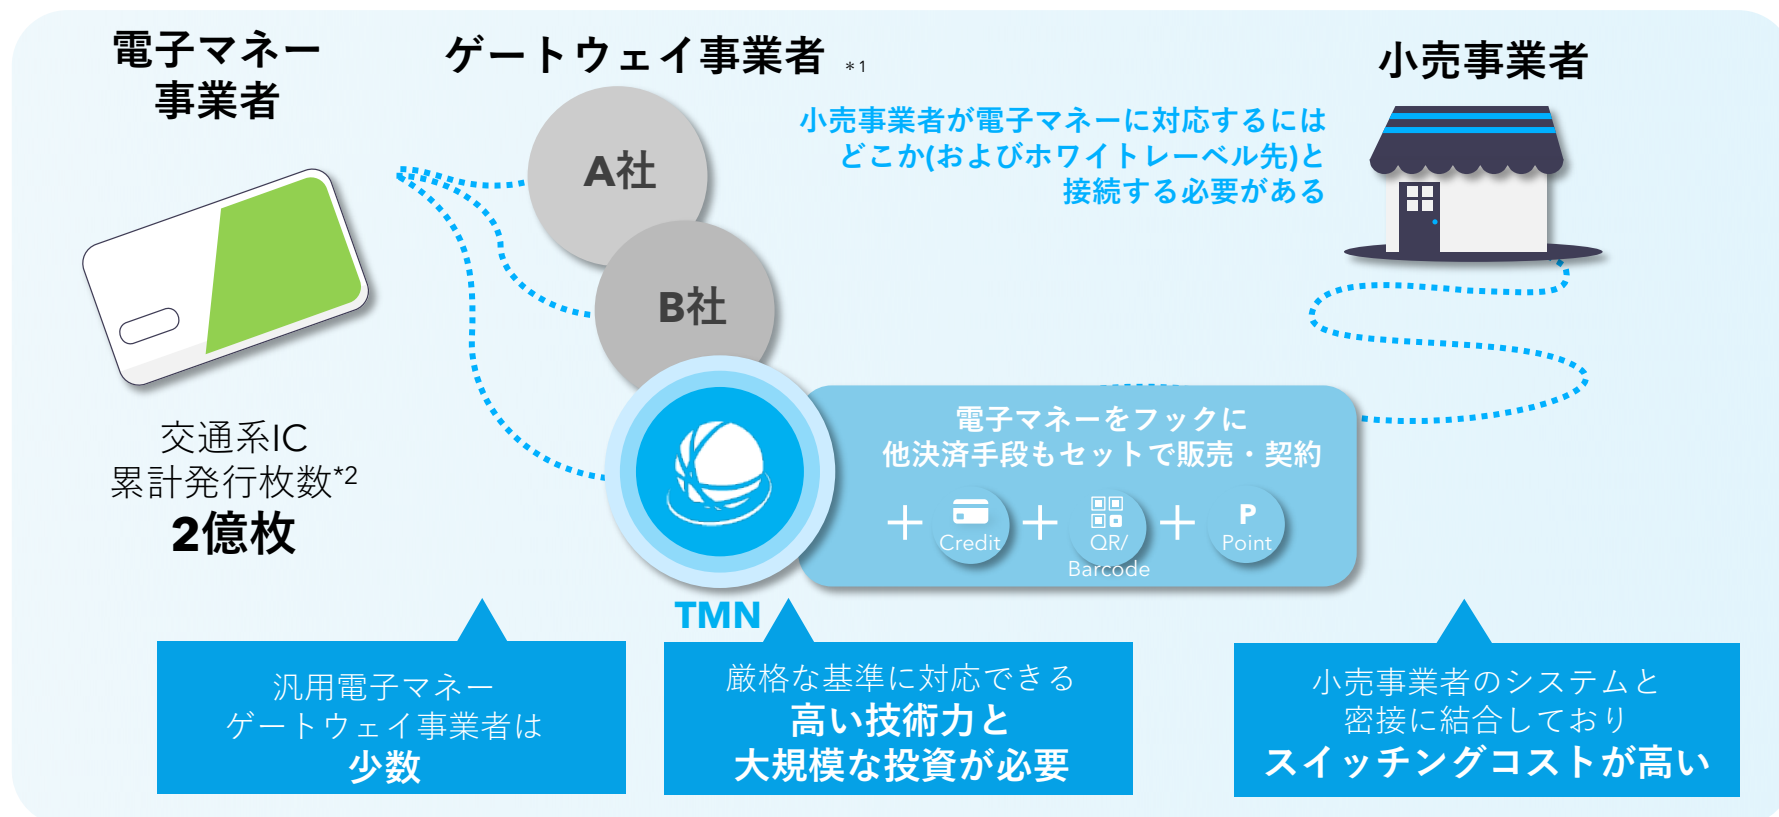 電子マネー
事業者
ゲートウェイ事業者 *1
小売事業者
小売事業者が電子マネーに対応するには
どこか(およびホワイトレーベル先)と
接続する必要がある
A社
B社
交通系IC
累計発行枚数*2
2億枚
電子マネーをフックに
他決済手段もセットで販売・契約
+ Credit + QR/
Barcode + P
Point
TMN
汎用電子マネー
ゲートウェイ事業者は
少数
厳格な基準に対応できる
高い技術力と
大規模な投資が必要
小売事業者のシステムと
密接に結合しており
スイッチングコストが高い